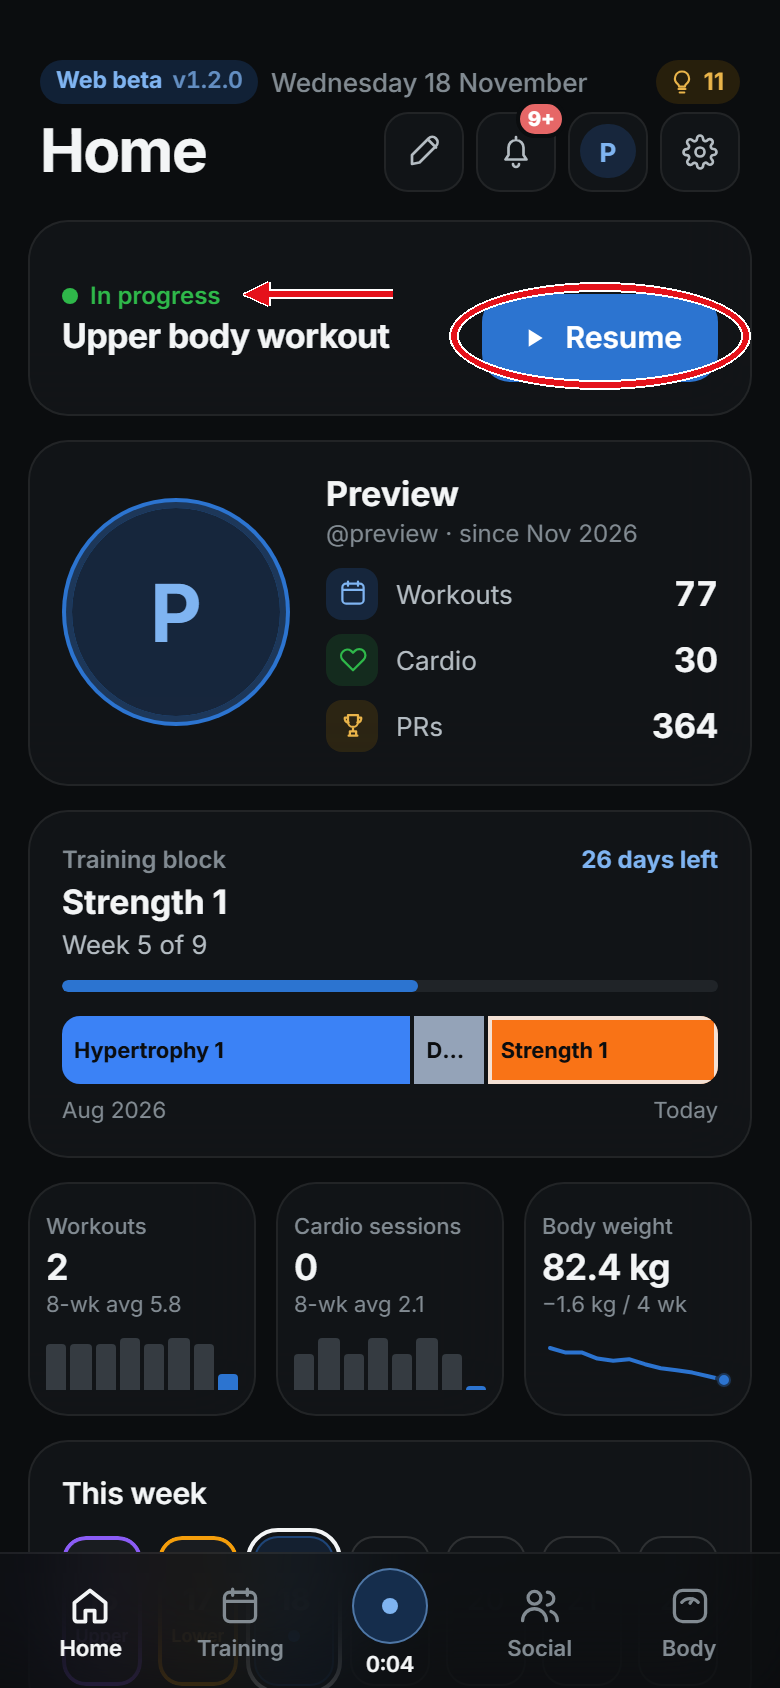 Web beta v1.2.0 Wednesday 18 November 11
Home 9+ P
In progress
Upper body workout Resume
P
Preview
@preview · since Nov 2026
Workouts 77
Cardio 30
PRs 364
Training block 26 days left
Strength 1
Week 5 of 9
Hypertrophy 1 D... Strength 1
Aug 2026 Today
Workouts Cardio sessions Body weight
2 0 82.4 kg
8-wk avg 5.8 8-wk avg 2.1 −1.6 kg / 4 wk
This week
Home Training 0:04 Social Body